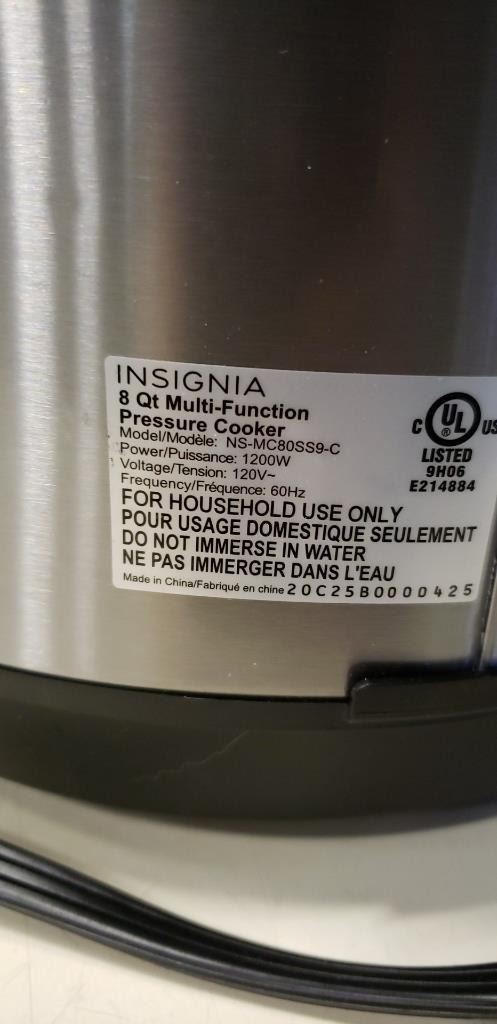 INSIGNIA
8 Qt Multi-Function
Pressure Cooker
Model/Modèle: NS-MC80SS9-C
Power/Puissance: 1200W
Voltage/Tension: 120V~
Frequency/Fréquence: 60Hz
FOR HOUSEHOLD USE ONLY
POUR USAGE DOMESTIQUE SEULEMENT
DO NOT IMMERSE IN WATER
NE PAS IMMERGER DANS L'EAU
Made in China/Fabriqué en chine 20C25B0000425
C UL ® US
LISTED
9H06
E214884